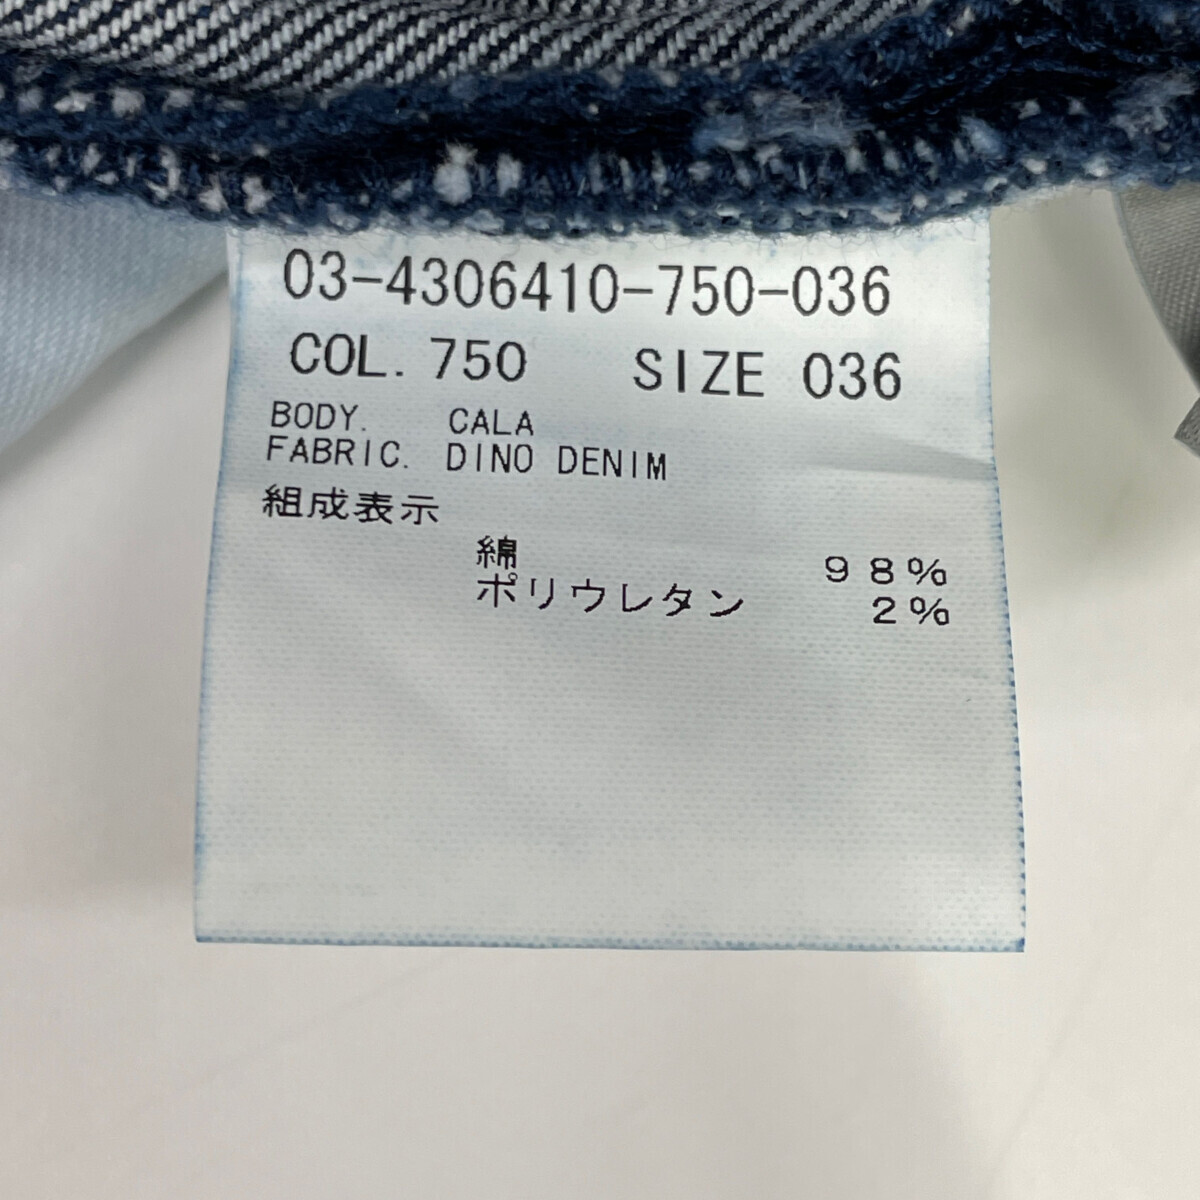 03-4306410-750-036
COL. 750 SIZE 036
BODY. CALA
FABRIC. DINO DENIM
組成表示
綿 98%
ポリウレタン 2%